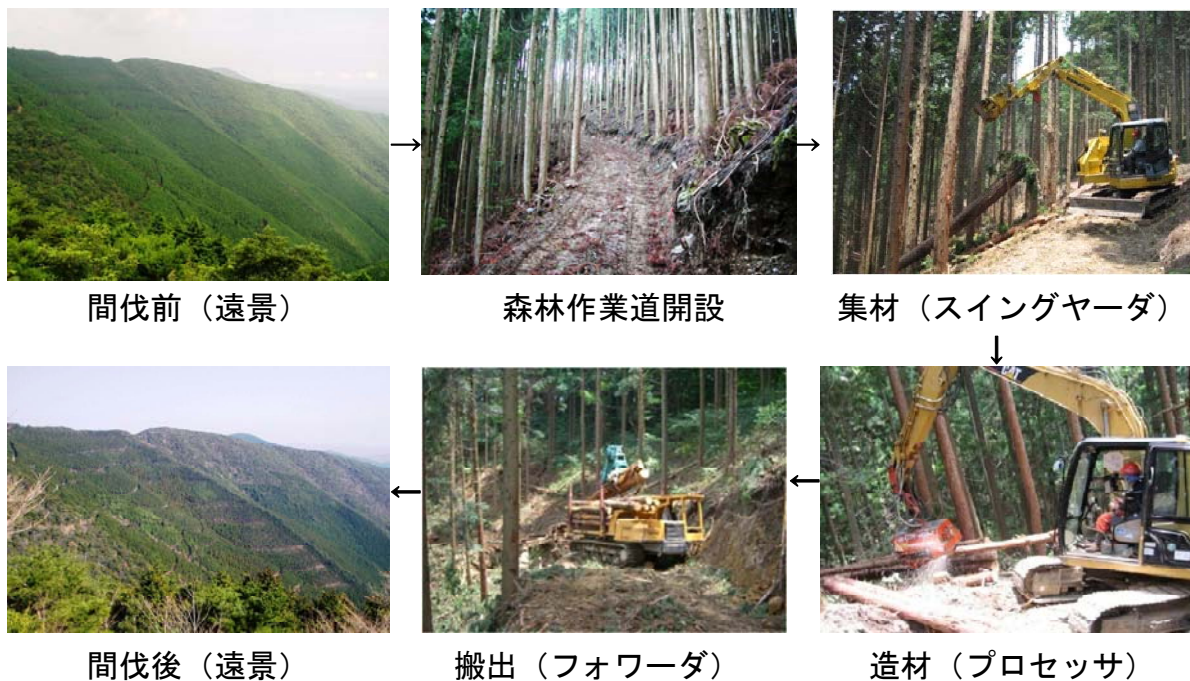 間伐前（遠景）
森林作業道開設
集材（スイングヤーダ）
CAT
造材（プロセッサ）
搬出（フォワーダ）
間伐後（遠景）